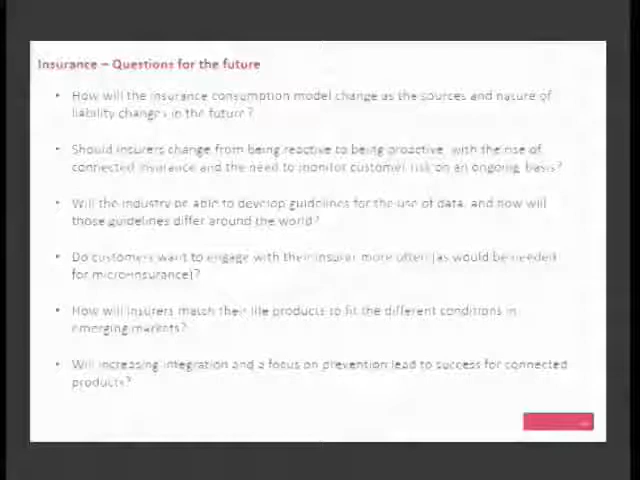 Insurance – Questions for the future
• How will the insurance consumption model change as the sources and nature of
liability changes in the future?
• Should insurers change from being reactive to being proactive, with the rise of
connected insurance and the need to monitor customer risk on an ongoing basis?
• Will the industry be able to develop guidelines for the use of data, and how will
those guidelines differ around the world?
• Do customers want to engage with their insurer more often (as would be needed
for micro-insurance)?
• How will insurers match their life products to fit the different conditions in
emerging markets?
• Will increasing integration and a focus on prevention lead to success for connected
products?